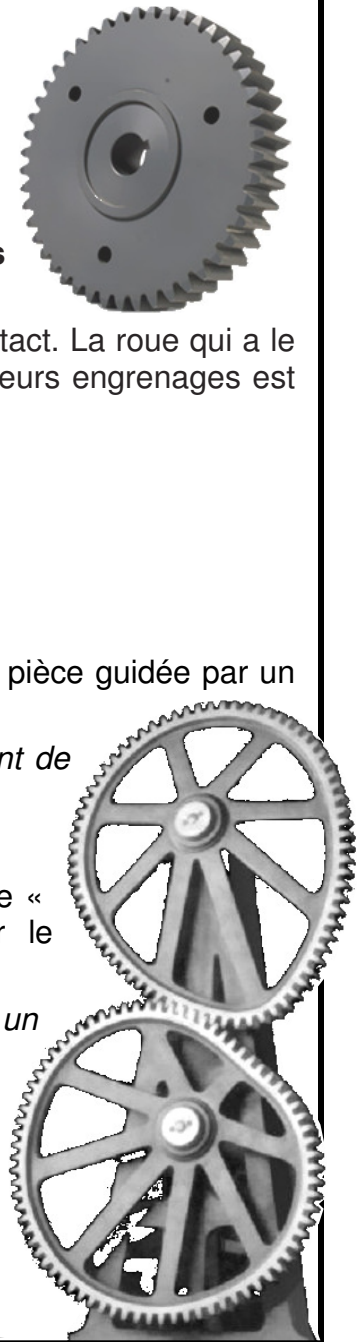 s
tact. La roue qui a le
eurs engrenages est
pièce guidée par un
nt de
e «
r le
un